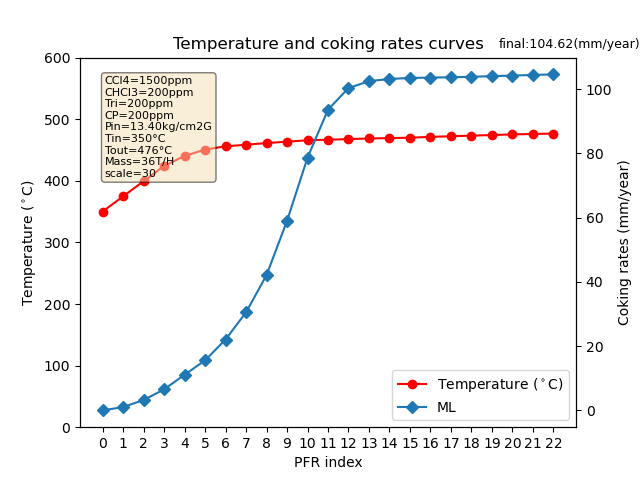 Temperature and coking rates curves
final:104.62(mm/year)
CCl4=1500ppm
CHCl3=200ppm
Tri=200ppm
CP=200ppm
Pin=13.40kg/cm2G
Tin=350°C
Tout=476°C
Mass=36T/H
scale=30
Temperature (°C)
600
500
400
300
200
100
0
Coking rates (mm/year)
100
80
60
40
20
0
Temperature (°C)
ML
0 1 2 3 4 5 6 7 8 9 10 11 12 13 14 15 16 17 18 19 20 21 22
PFR index